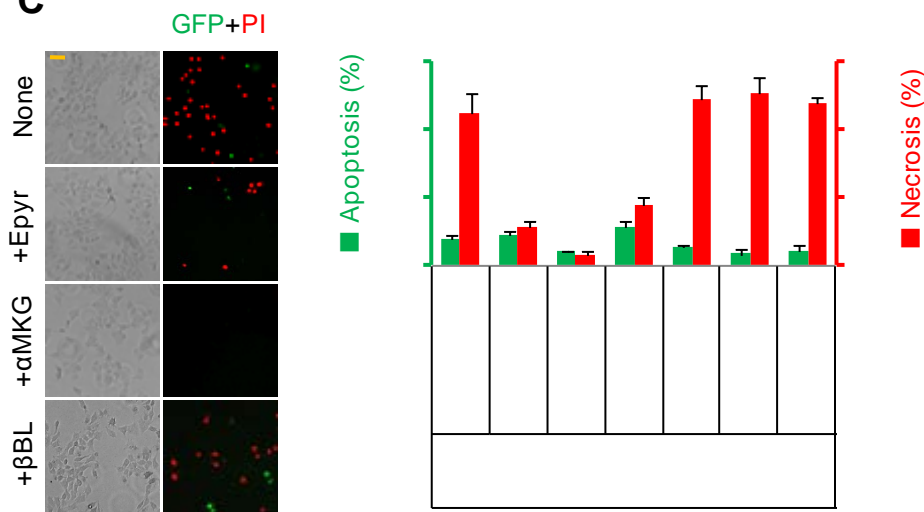 C
GFP+PI
None
+Epyr
+αMKG
+βBL
Apoptosis (%)
Necrosis (%)